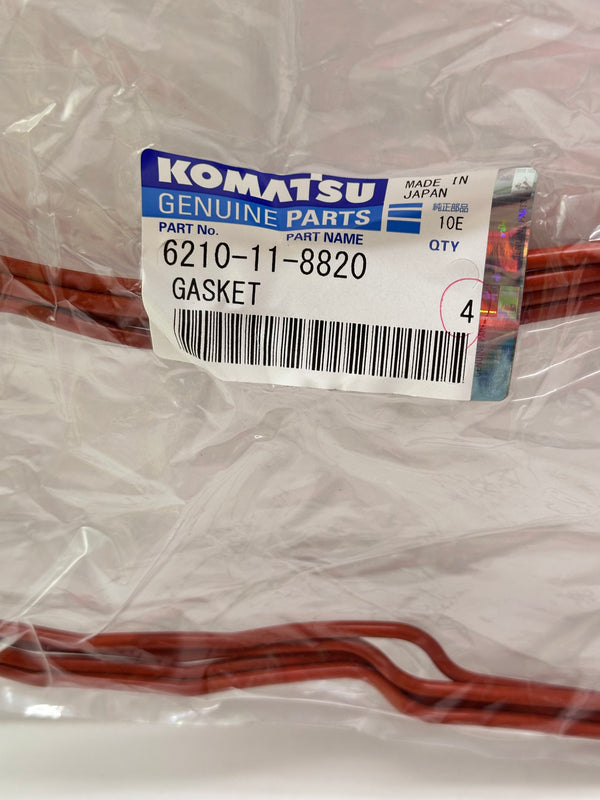 KOMATSU
GENUINE PARTS
MADE IN
JAPAN
純正部品
10E
PART No.
PART NAME
QTY
6210-11-8820
GASKET
4